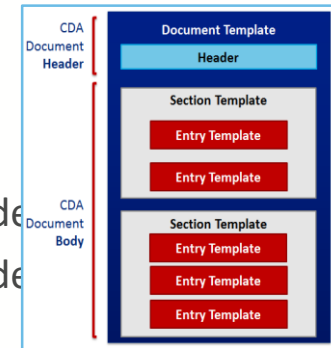 CDA
Document
Header
Document Template
Header
Section Template
Entry Template
Entry Template
CDA
Document
Body
Section Template
Entry Template
Entry Template
Entry Template